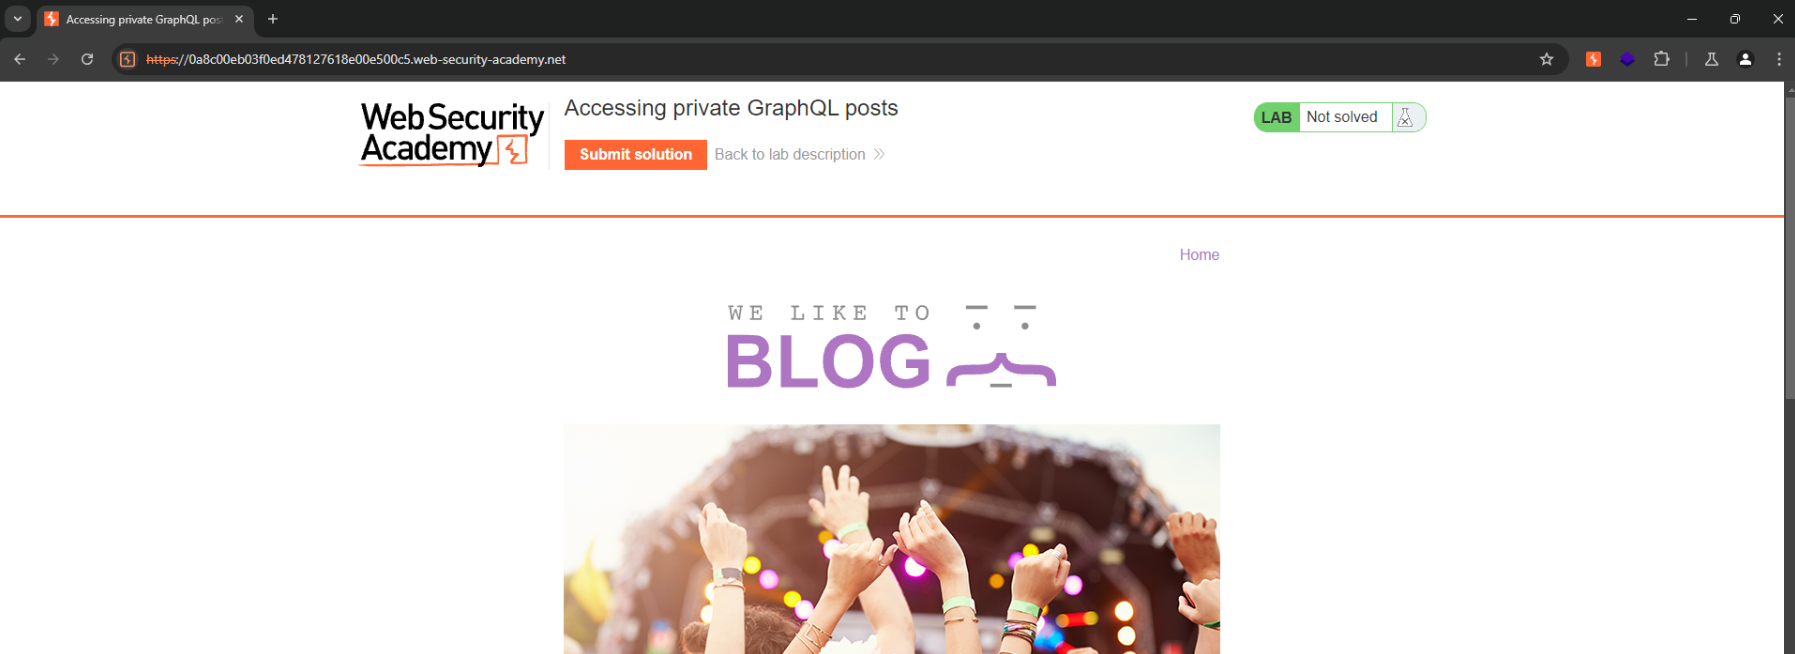 Accessing private GraphQL pos
https://0a8c00eb03f0ed478127618e00e500c5.web-security-academy.net
Web Security
Academy
Accessing private GraphQL posts
Submit solution
Back to lab description
LAB
Not solved
Home
WE LIKE TO
BLOG